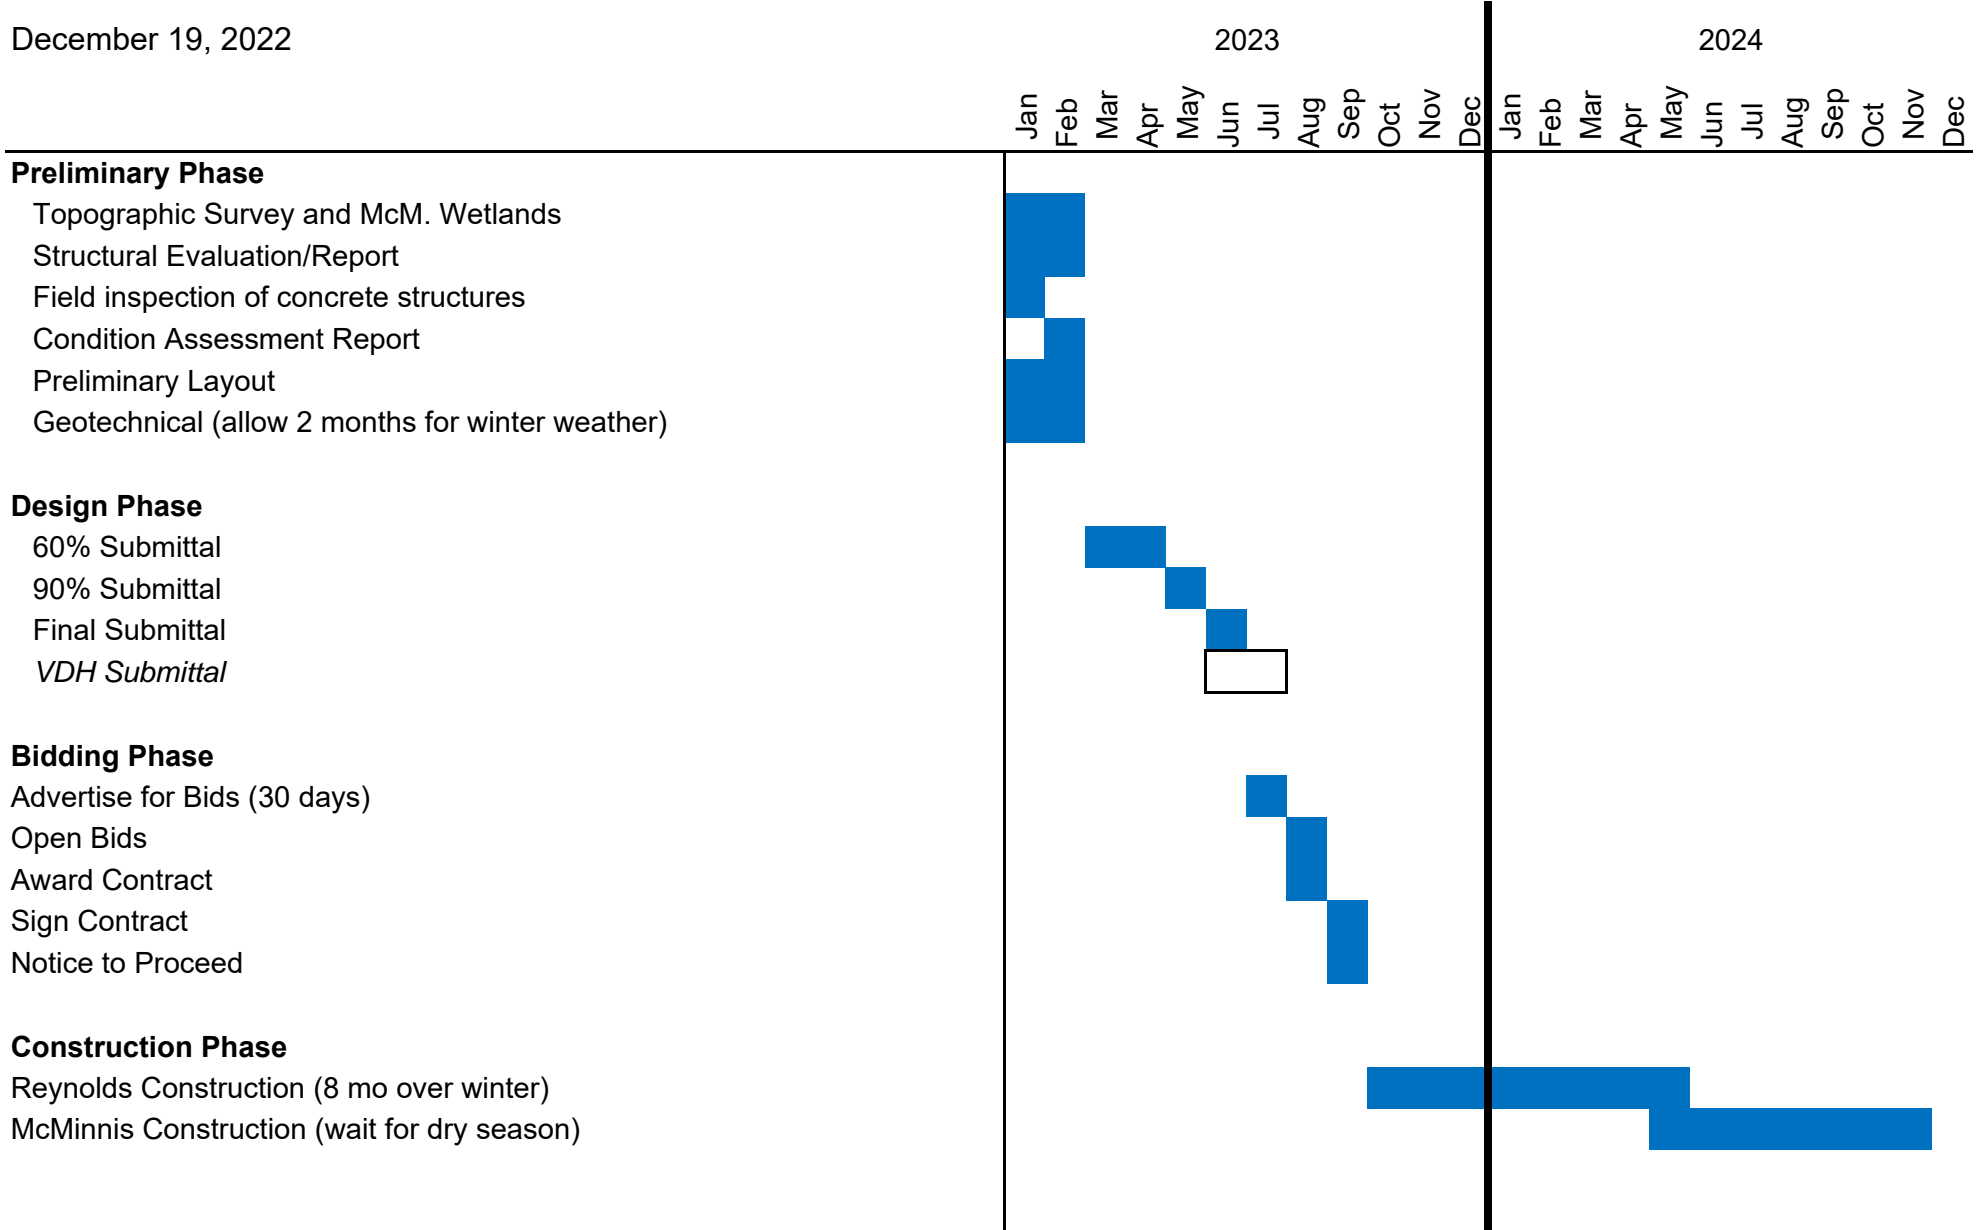 December 19, 2022
2023 2024
Jan Feb Mar Apr May Jun Jul Aug Sep Oct Nov Dec Jan Feb Mar Apr May Jun Jul Aug Sep Oct Nov Dec
Preliminary Phase
Topographic Survey and McM. Wetlands
Structural Evaluation/Report
Field inspection of concrete structures
Condition Assessment Report
Preliminary Layout
Geotechnical (allow 2 months for winter weather)
Design Phase
60% Submittal
90% Submittal
Final Submittal
VDH Submittal
Bidding Phase
Advertise for Bids (30 days)
Open Bids
Award Contract
Sign Contract
Notice to Proceed
Construction Phase
Reynolds Construction (8 mo over winter)
McMinnis Construction (wait for dry season)